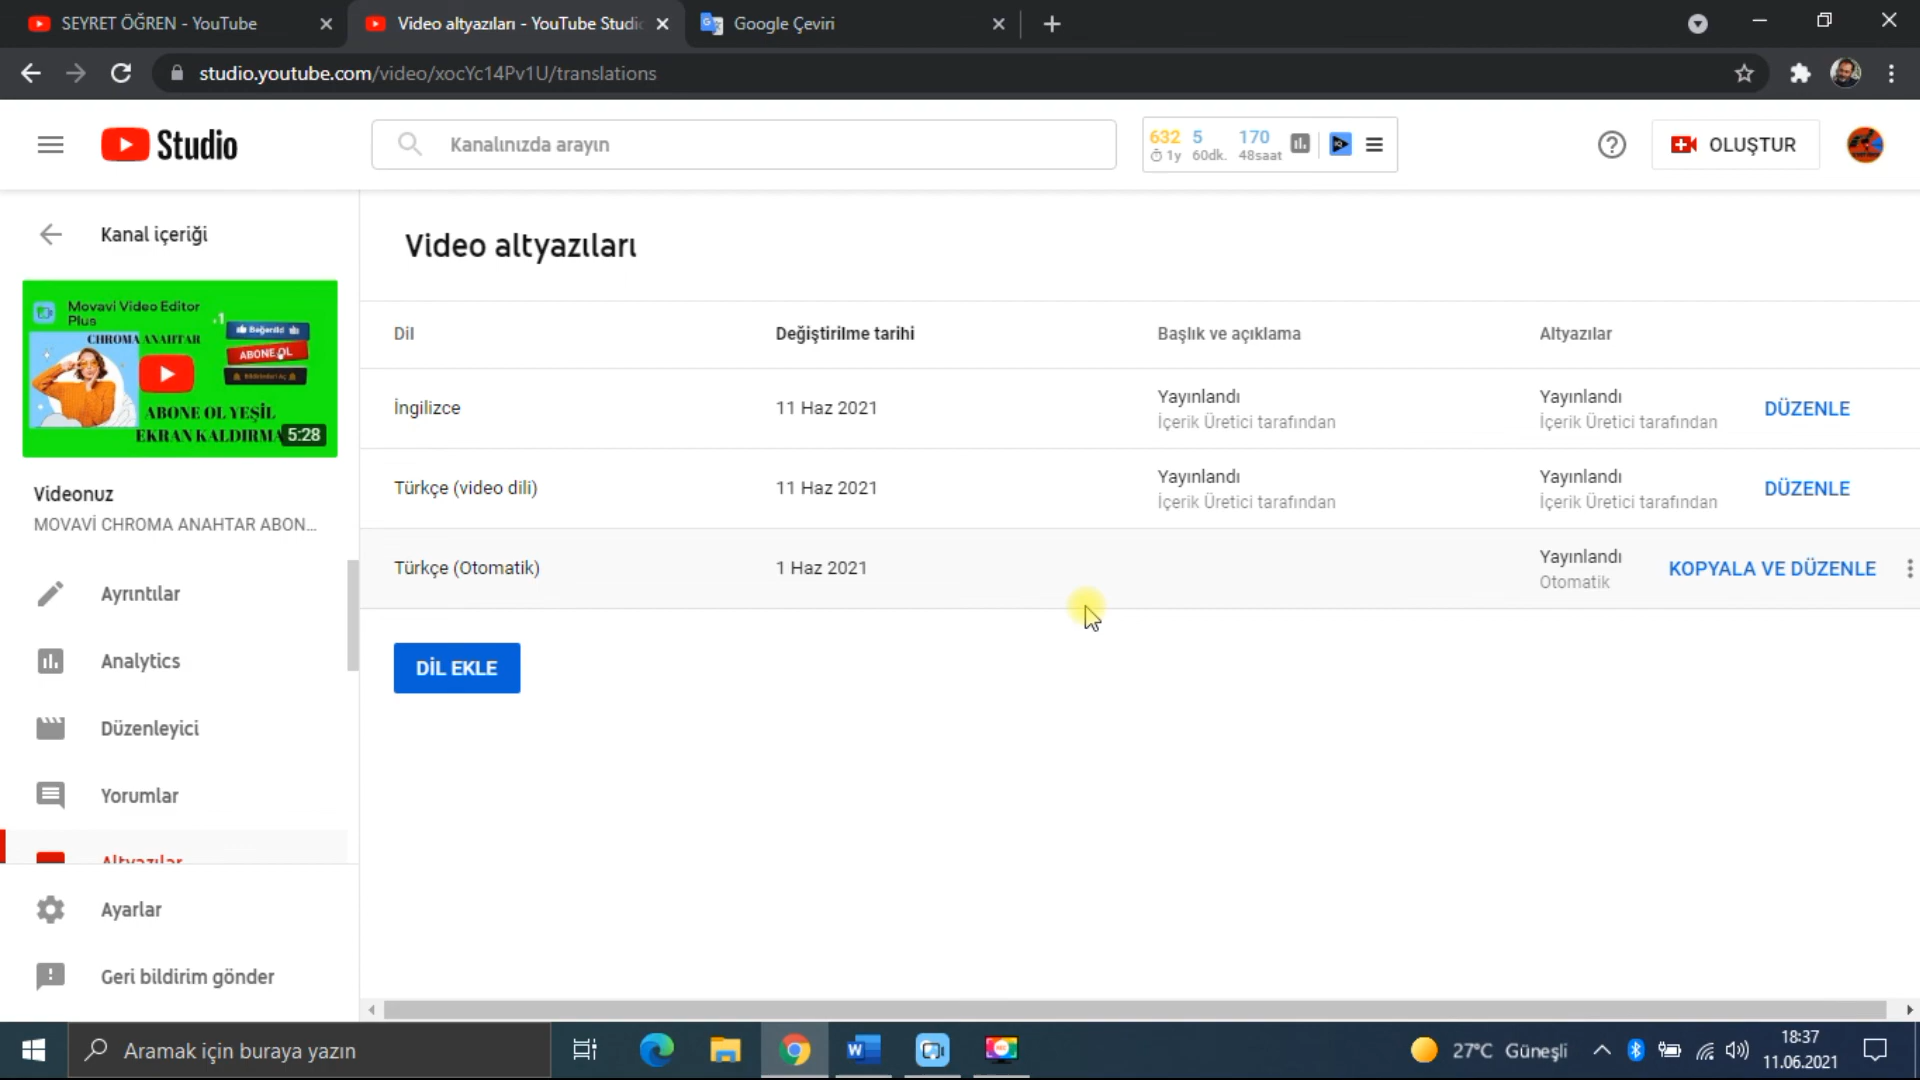 SEYRET ÖĞREN - YouTube
Video altyazıları - YouTube Studio
Google Çeviri
studio.youtube.com/video/xocYc14Pv1U/translations
Studio
Kanalınızda arayın
632 5 170
1y 60dk. 48saat
OLUŞTUR
Kanal içeriği
Video altyazıları
Movavi Video Editor
Plus
CHROMA ANAHTAR
Beğenildi
ABONE OL
ABONE OL YEŞİL
EKRAN KALDIRMA
5:28
Videonuz
MOVAVİ CHROMA ANAHTAR ABON...
Ayrıntılar
Analytics
Düzenleyici
Yorumlar
Altyazılar
Ayarlar
Geri bildirim gönder
Dil Değiştirilme tarihi Başlık ve açıklama Altyazılar
İngilizce 11 Haz 2021 Yayınlandı Yayınlandı DÜZENLE
İçerik Üretici tarafından İçerik Üretici tarafından
Türkçe (video dili) 11 Haz 2021 Yayınlandı Yayınlandı DÜZENLE
İçerik Üretici tarafından İçerik Üretici tarafından
Türkçe (Otomatik) 1 Haz 2021 Yayınlandı KOPYALA VE DÜZENLE
Otomatik
DİL EKLE
Aramak için buraya yazın
27°C Güneşli
18:37
11.06.2021